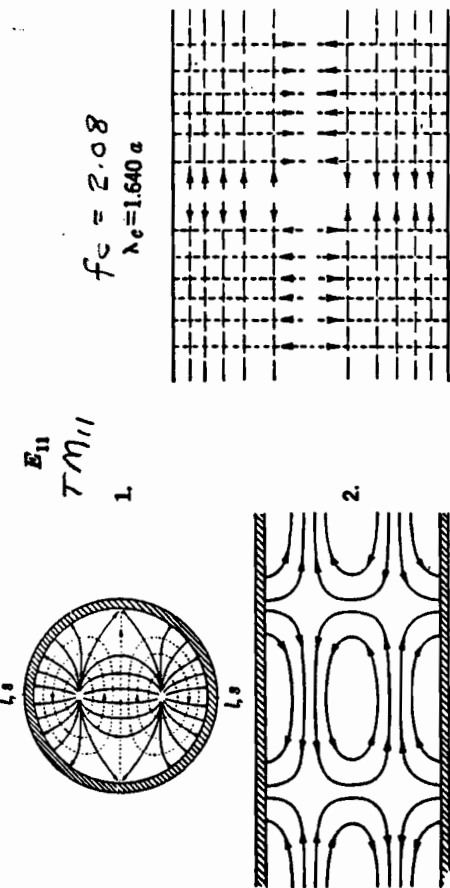 E₁₁
TM₁₁
1.
l, s
l, s
2.
fc = 2.08
λc=1.640 a